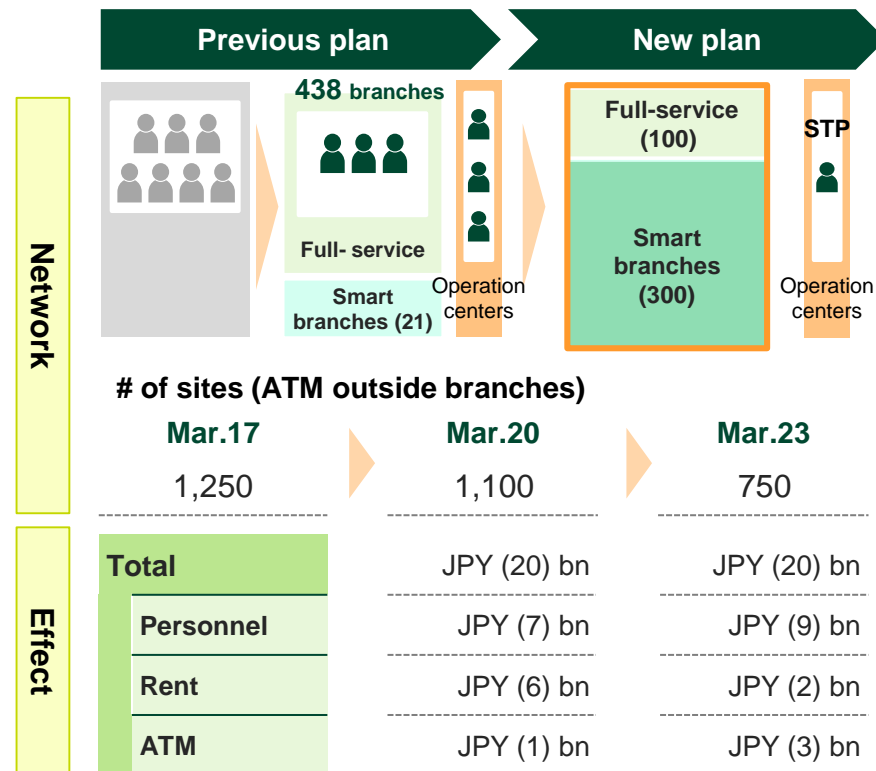 Previous plan
New plan
Network
438 branches
Full- service
Smart
branches (21)
Operation
centers
Full-service
(100)
Smart
branches
(300)
STP
Operation
centers
# of sites (ATM outside branches)
Mar.17
Mar.20
Mar.23
1,250
1,100
750
Effect
Total
JPY (20) bn
JPY (20) bn
Personnel
JPY (7) bn
JPY (9) bn
Rent
JPY (6) bn
JPY (2) bn
ATM
JPY (1) bn
JPY (3) bn